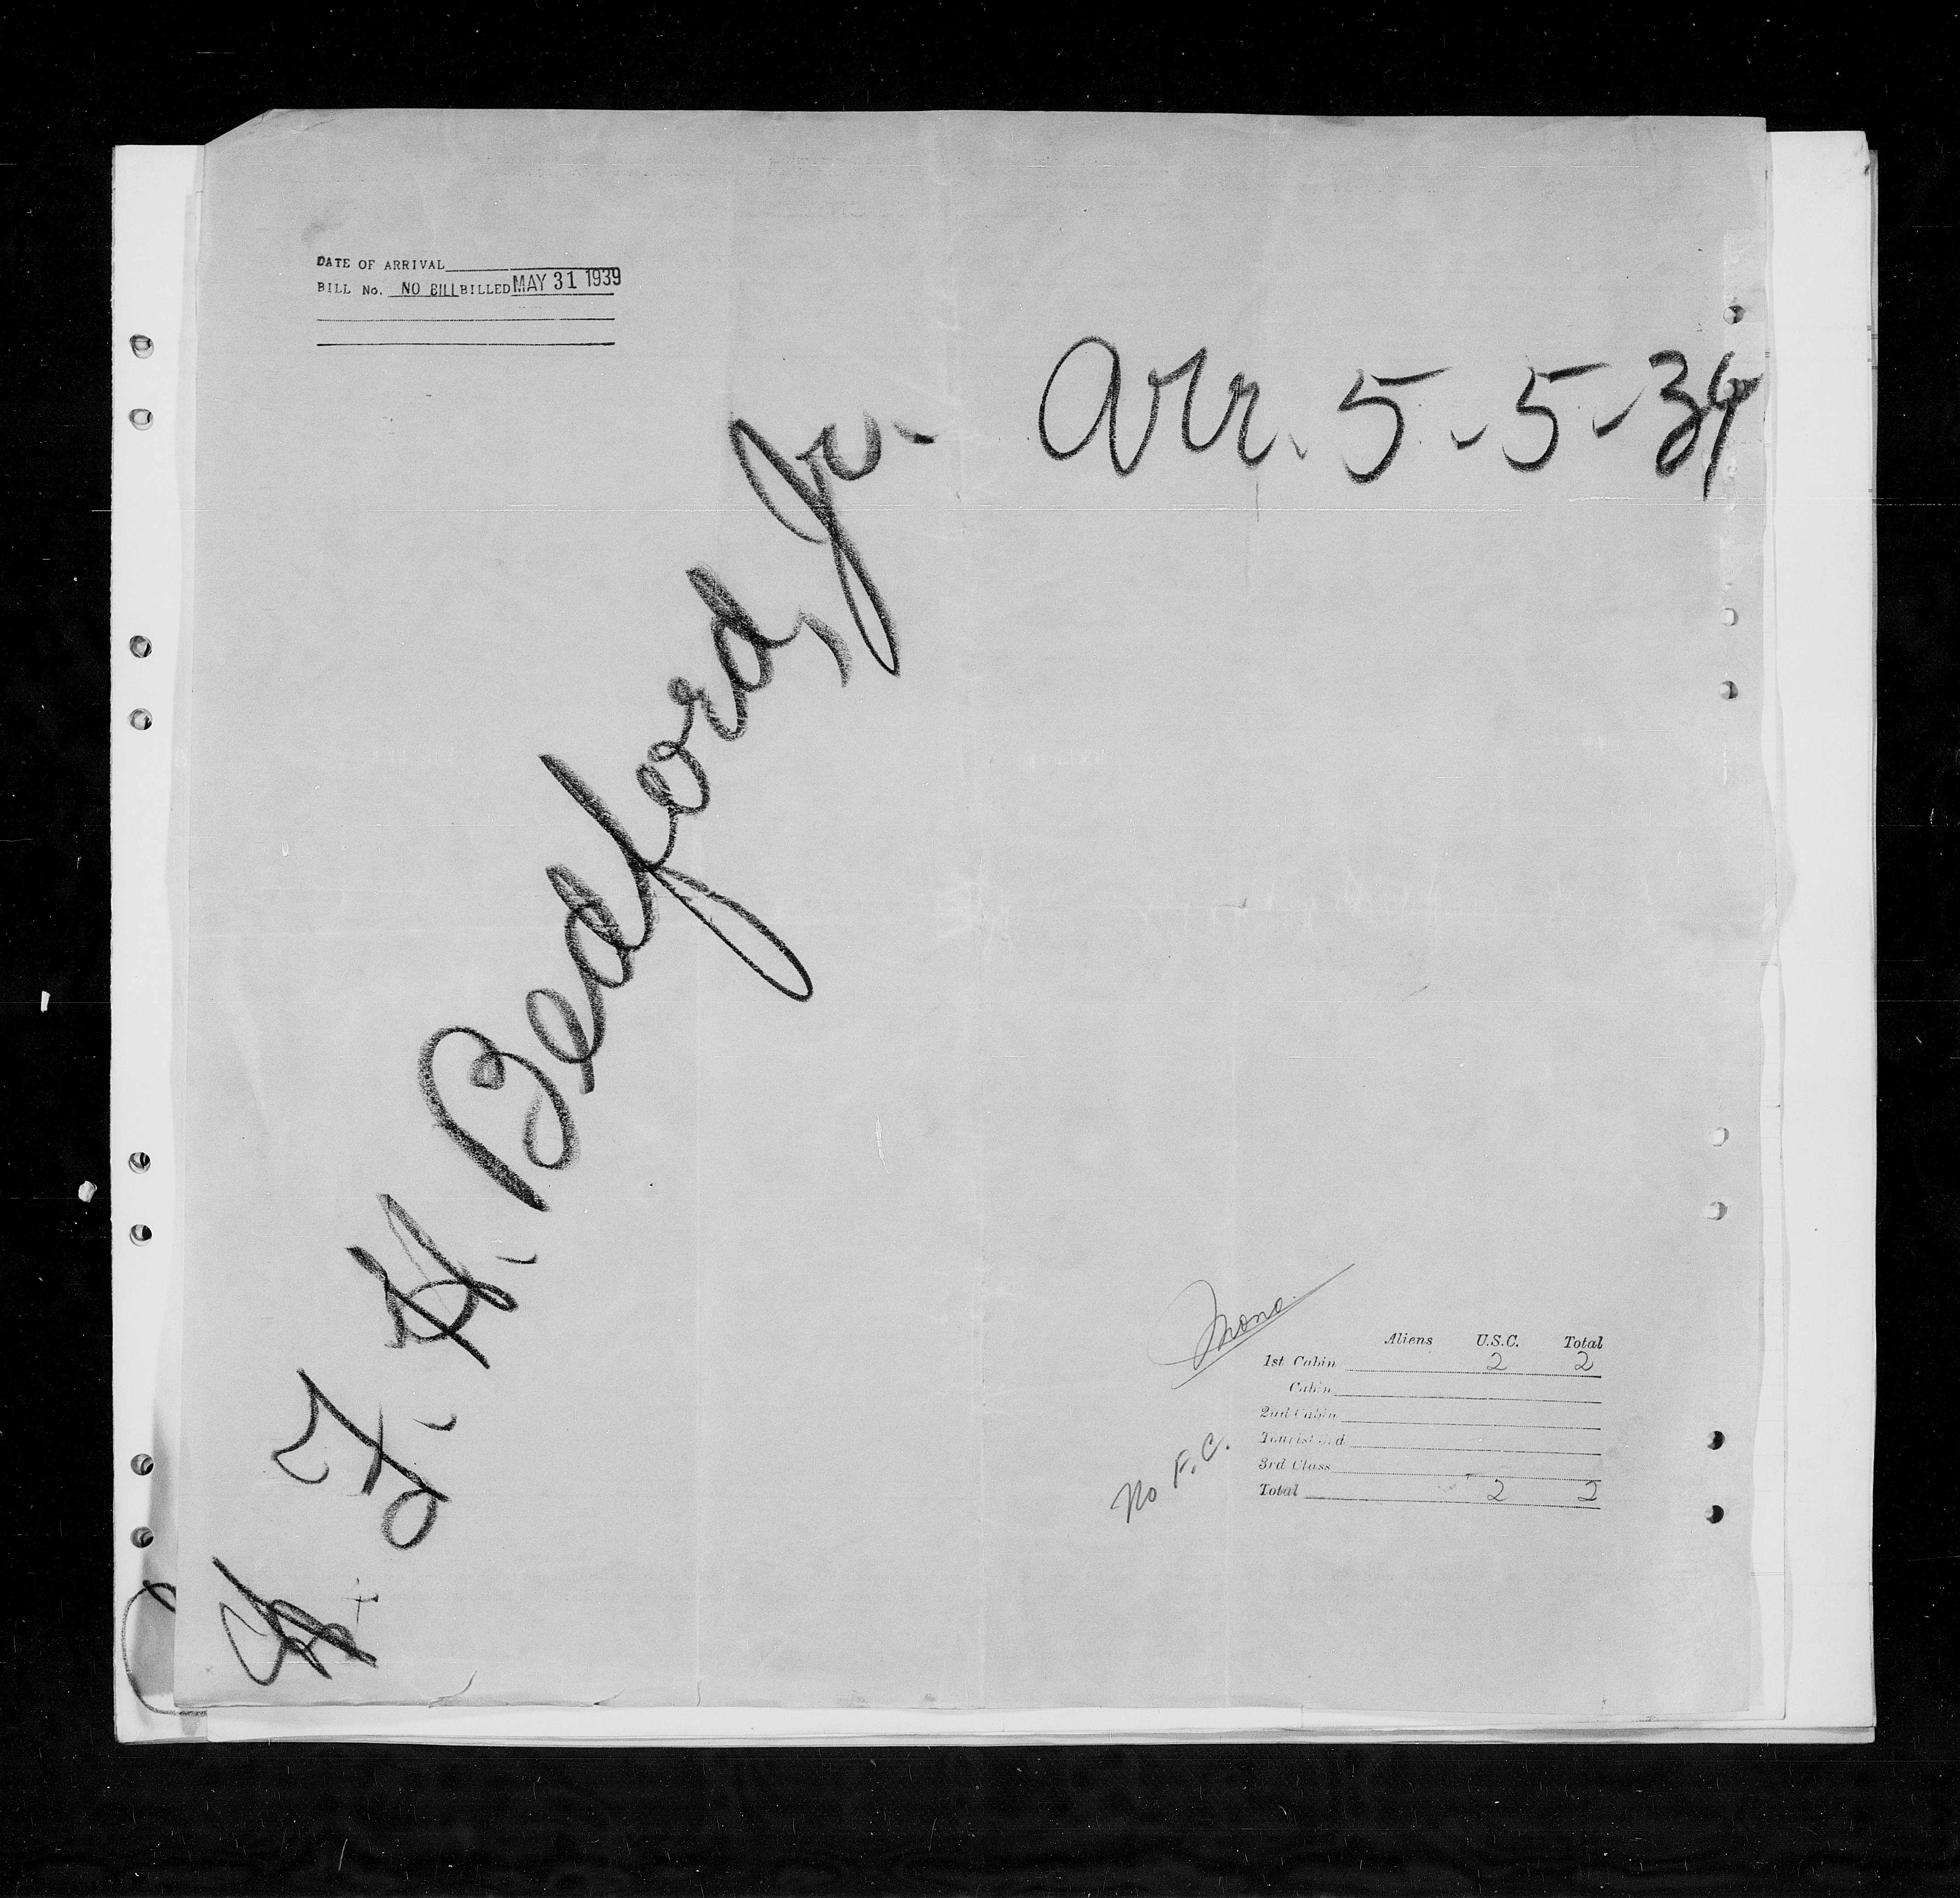 DATE OF ARRIVAL
BILL No. NO BILL BILLED MAY 31 1939
Arr. 5-5-39
F. H. Bedford, Jr.
Aliens U.S.C. Total
1st Cabin 2 2
Cabin
2nd Cabin
Tourist 3rd
3rd Class
Total 2 2
No F.C.